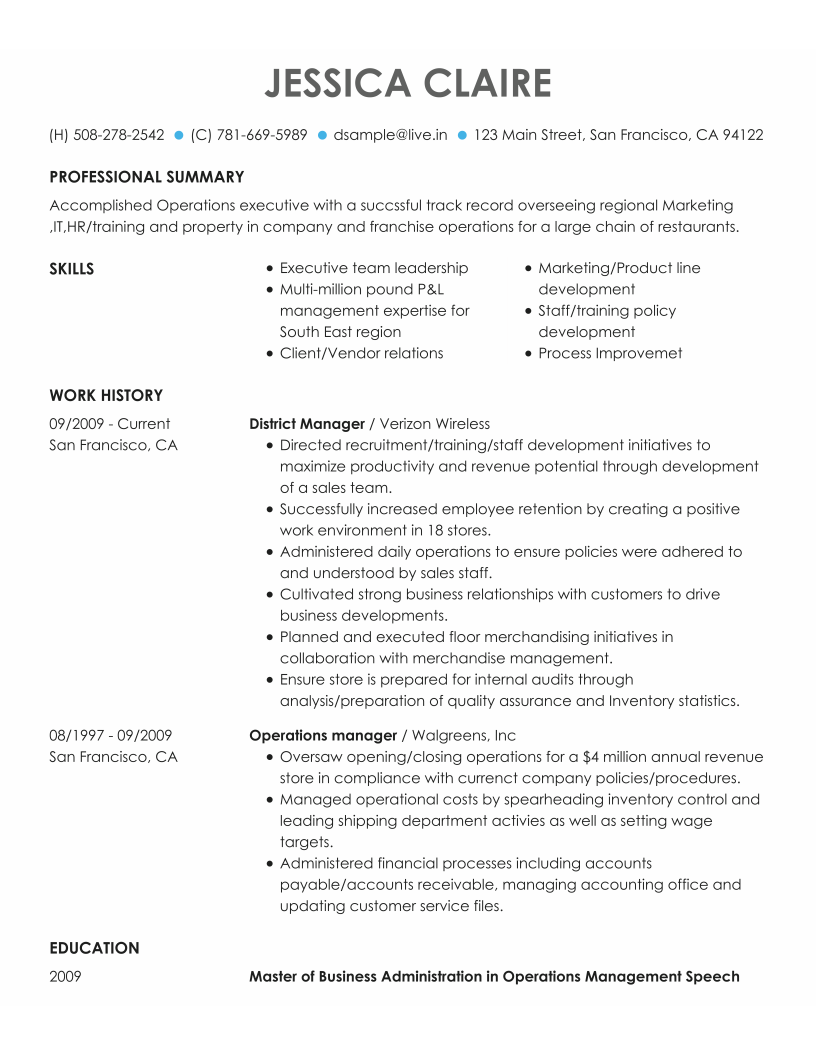 JESSICA CLAIRE
(H) 508-278-2542 ● (C) 781-669-5989 ● dsample@live.in ● 123 Main Street, San Francisco, CA 94122
PROFESSIONAL SUMMARY
Accomplished Operations executive with a succssful track record overseeing regional Marketing
,IT,HR/training and property in company and franchise operations for a large chain of restaurants.
SKILLS
● Executive team leadership
● Multi-million pound P&L
management expertise for
South East region
● Client/Vendor relations
● Marketing/Product line
development
● Staff/training policy
development
● Process Improvemet
WORK HISTORY
09/2009 - Current
San Francisco, CA
District Manager / Verizon Wireless
● Directed recruitment/training/staff development initiatives to
maximize productivity and revenue potential through development
of a sales team.
● Successfully increased employee retention by creating a positive
work environment in 18 stores.
● Administered daily operations to ensure policies were adhered to
and understood by sales staff.
● Cultivated strong business relationships with customers to drive
business developments.
● Planned and executed floor merchandising initiatives in
collaboration with merchandise management.
● Ensure store is prepared for internal audits through
analysis/preparation of quality assurance and Inventory statistics.
08/1997 - 09/2009
San Francisco, CA
Operations manager / Walgreens, Inc
● Oversaw opening/closing operations for a $4 million annual revenue
store in compliance with currenct company policies/procedures.
● Managed operational costs by spearheading inventory control and
leading shipping department activies as well as setting wage
targets.
● Administered financial processes including accounts
payable/accounts receivable, managing accounting office and
updating customer service files.
EDUCATION
2009
Master of Business Administration in Operations Management Speech